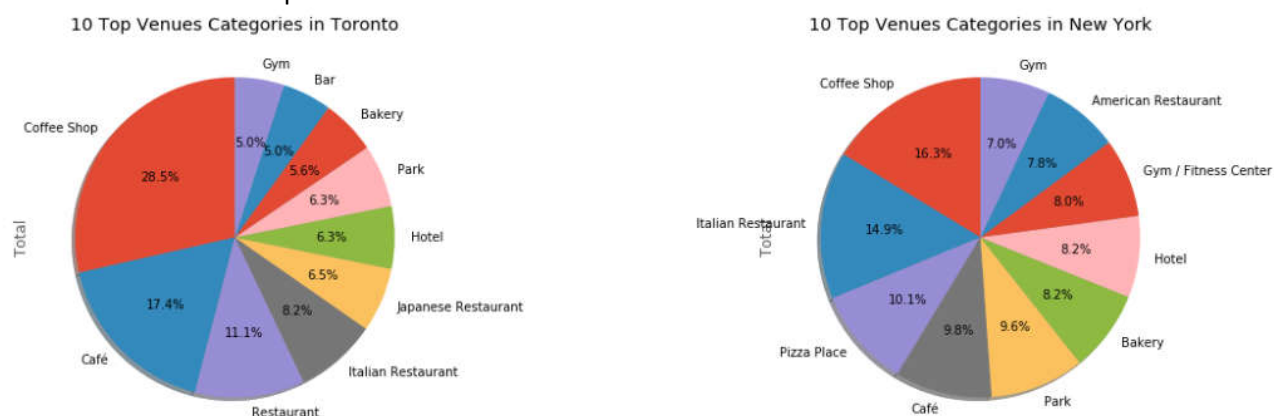 10 Top Venues Categories in Toronto
Gym
Bar
Bakery
Park
Hotel
Japanese Restaurant
Italian Restaurant
Restaurant
Café
Coffee Shop
Total
5.0%
5.0%
5.6%
6.3%
6.3%
6.5%
8.2%
11.1%
17.4%
28.5%
10 Top Venues Categories in New York
Gym
American Restaurant
Gym / Fitness Center
Hotel
Bakery
Park
Café
Pizza Place
Italian Restaurant
Coffee Shop
Total
7.0%
7.8%
8.0%
8.2%
8.2%
9.6%
9.8%
10.1%
14.9%
16.3%